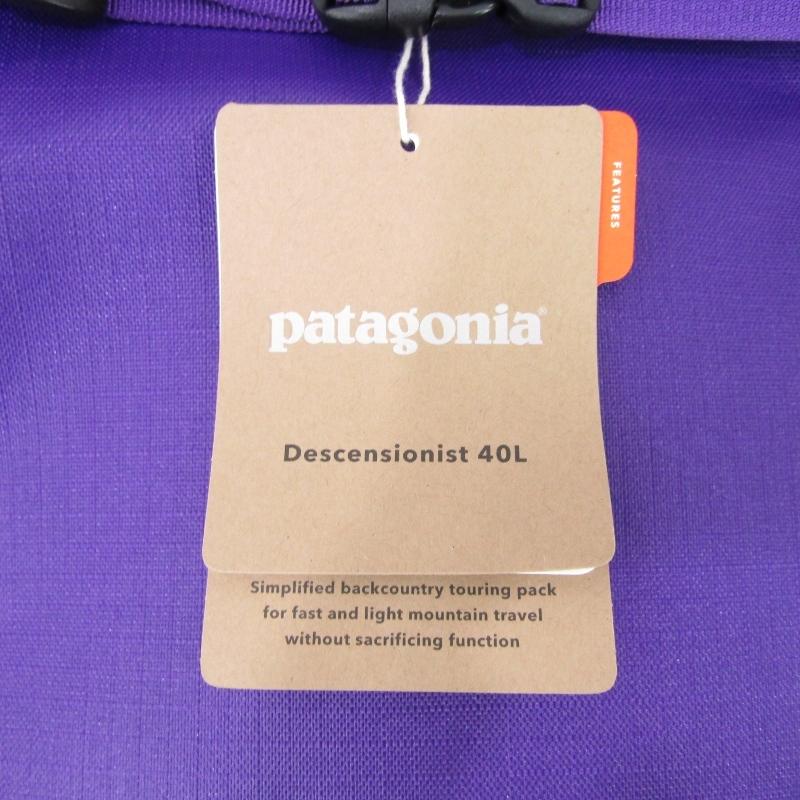 FEATURES
patagonia®
Descensionist 40L
Simplified backcountry touring pack
for fast and light mountain travel
without sacrificing function